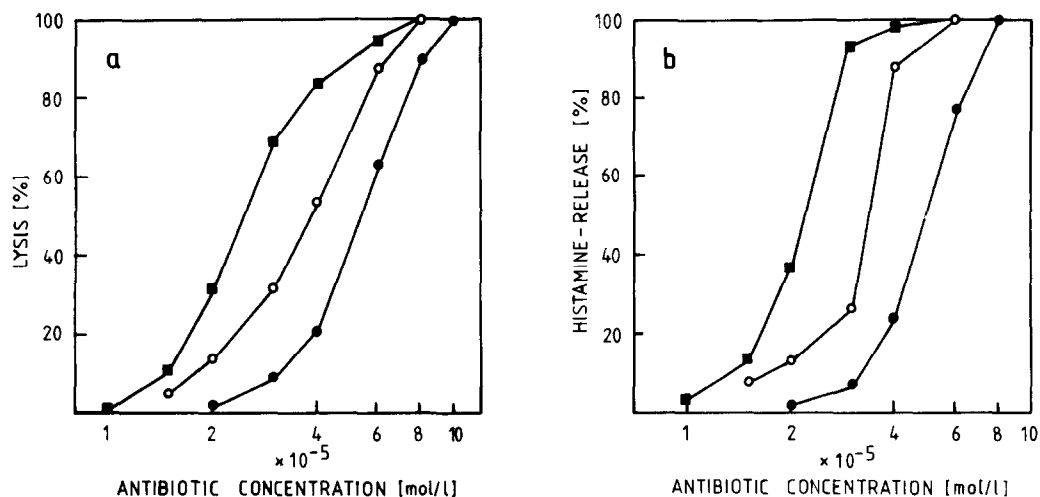 a
LYSIS [%]
100
80
60
40
20
1 2 4 6 8 10
× 10⁻⁵
ANTIBIOTIC CONCENTRATION [mol/l]
b
HISTAMINE-RELEASE [%]
100
80
60
40
20
1 2 4 6 8 10
× 10⁻⁵
ANTIBIOTIC CONCENTRATION [mol/l]